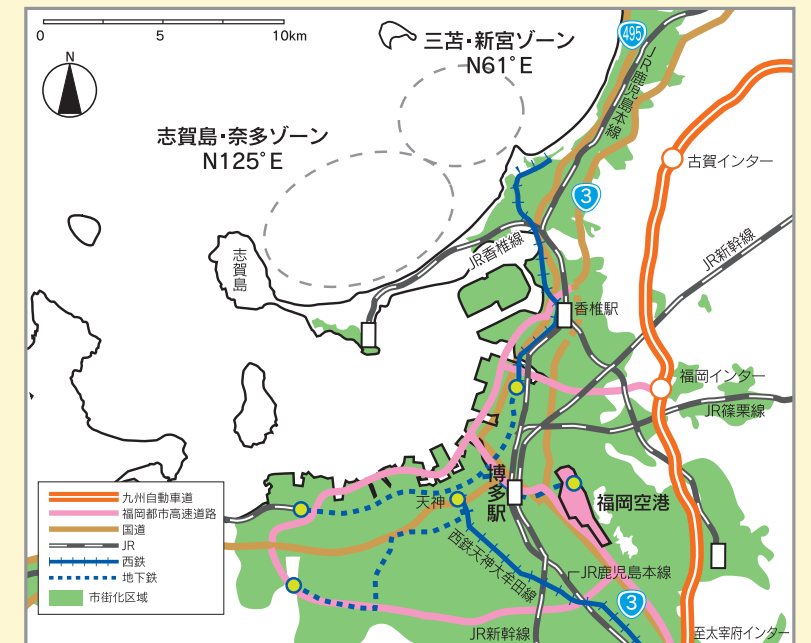 0 5 10km
N
三苫・新宮ゾーン
N61°E
495
JR鹿児島本線
志賀島・奈多ゾーン
N125°E
古賀インター
3
JR新幹線
志賀島
JR香椎線
香椎駅
福岡インター
JR篠栗線
博多駅
天神
福岡空港
西鉄天神大牟田線
JR鹿児島本線
3
JR新幹線
至太宰府インター
九州自動車道
福岡都市高速道路
国道
JR
西鉄
地下鉄
市街化区域